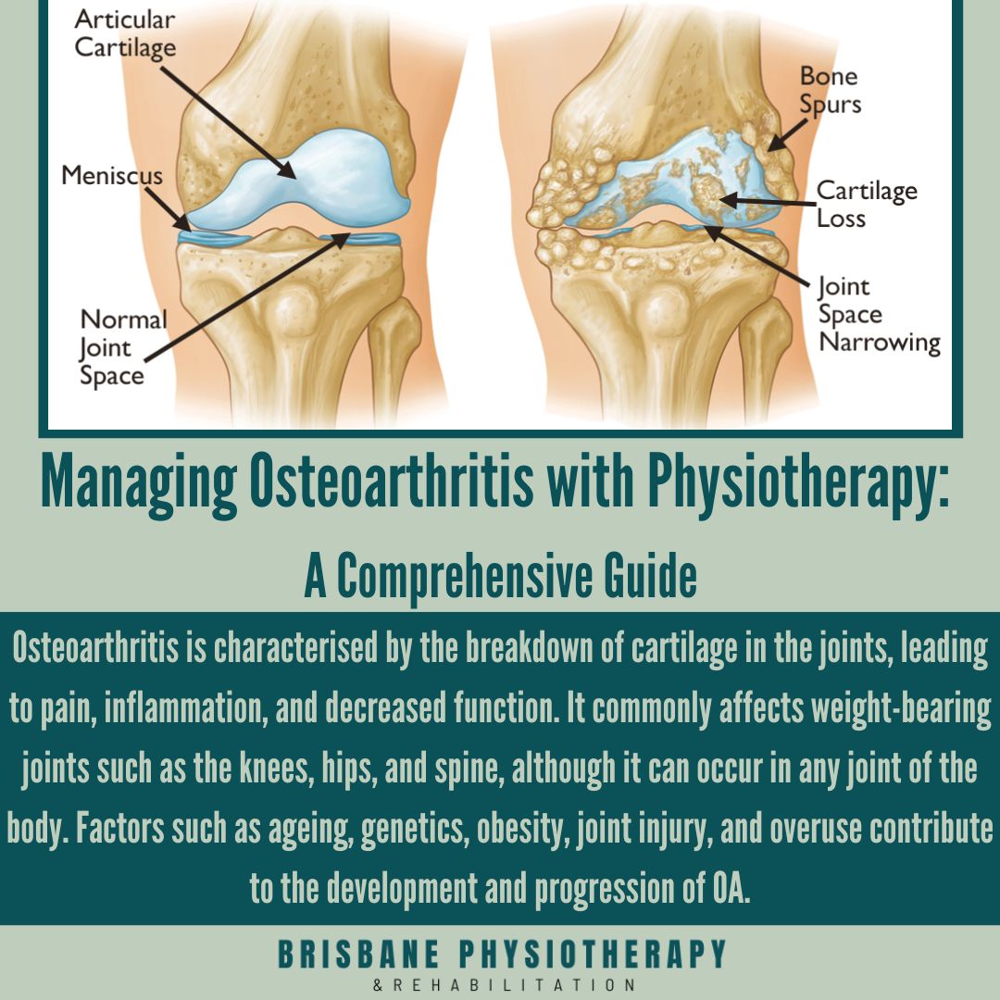 Articular
Cartilage
Meniscus
Normal
Joint
Space
Bone
Spurs
Cartilage
Loss
Joint
Space
Narrowing
Managing Osteoarthritis with Physiotherapy:
A Comprehensive Guide
Osteoarthritis is characterised by the breakdown of cartilage in the joints, leading
to pain, inflammation, and decreased function. It commonly affects weight-bearing
joints such as the knees, hips, and spine, although it can occur in any joint of the
body. Factors such as ageing, genetics, obesity, joint injury, and overuse contribute
to the development and progression of OA.
BRISBANE PHYSIOTHERAPY
& REHABILITATION